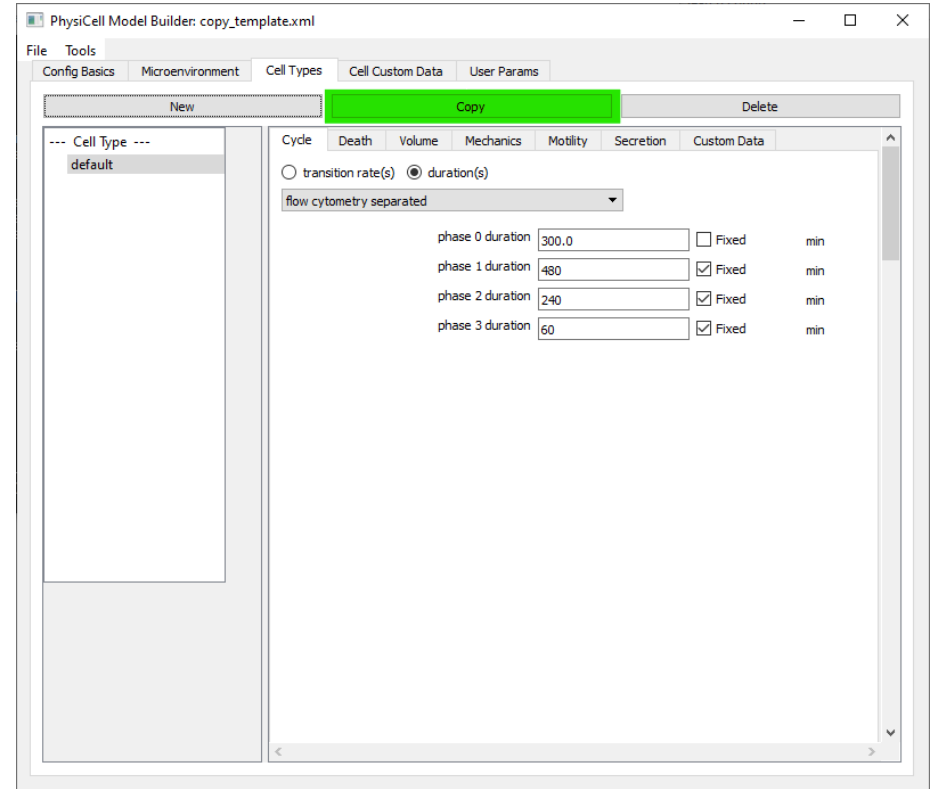 PhysiCell Model Builder: copy_template.xml
File Tools
Config Basics Microenvironment Cell Types Cell Custom Data User Params
New Copy Delete
--- Cell Type ---
default
Cycle Death Volume Mechanics Motility Secretion Custom Data
transition rate(s) duration(s)
flow cytometry separated
phase 0 duration 300.0 Fixed min
phase 1 duration 480 Fixed min
phase 2 duration 240 Fixed min
phase 3 duration 60 Fixed min